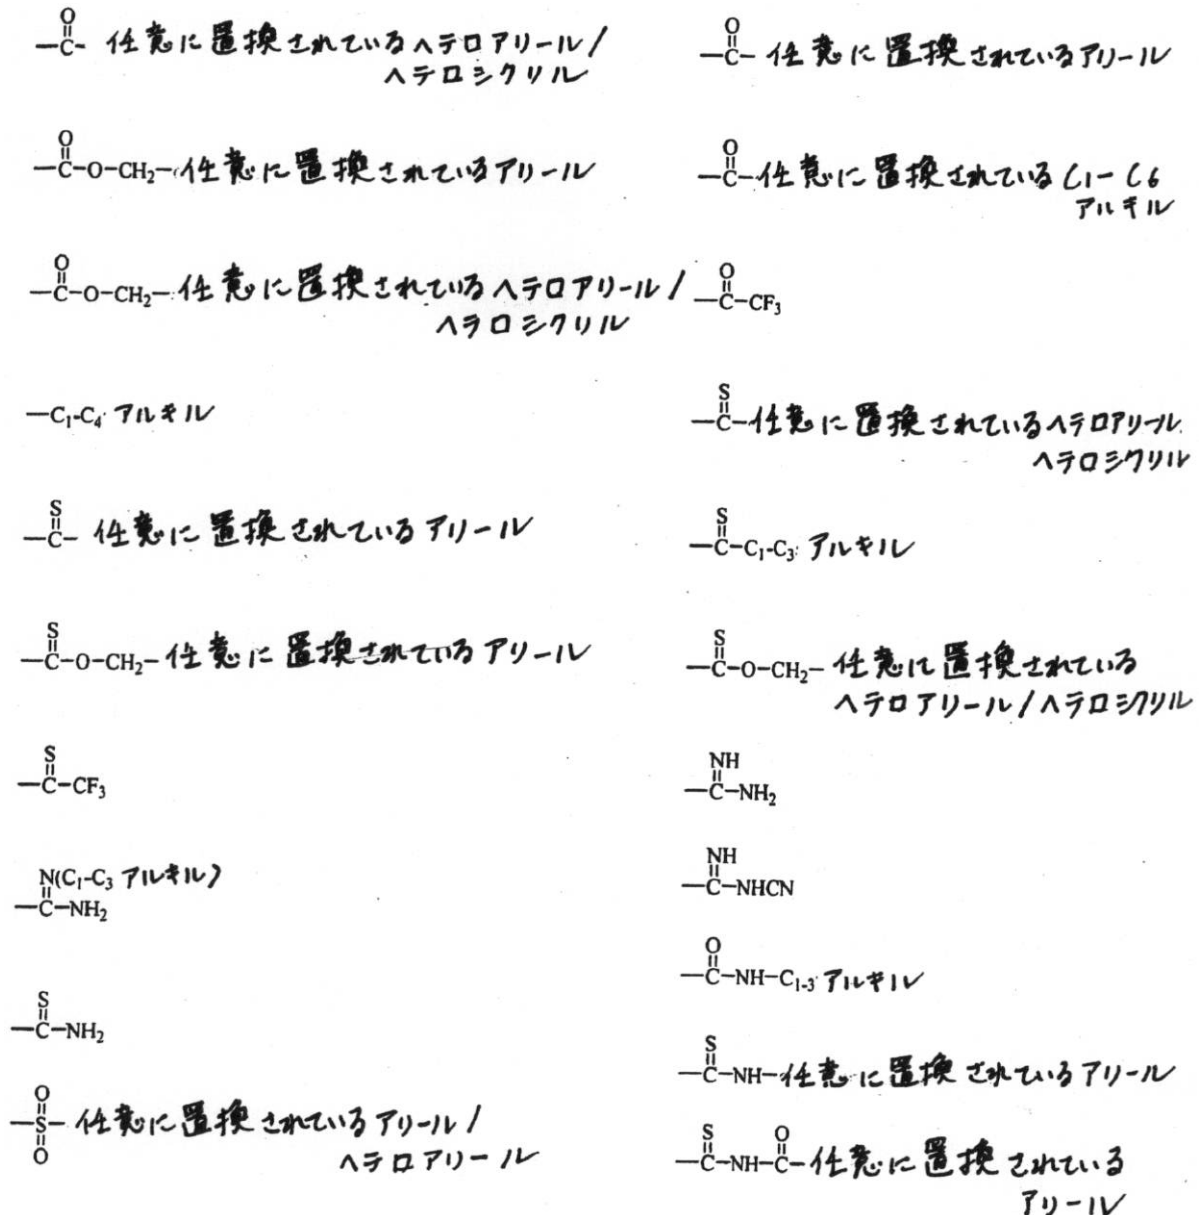 O
—C– 任意に置換されているヘテロアリール/
ヘテロシクリル
O
—C– 任意に置換されているアリール
O
—C–O–CH₂–任意に置換されているアリール
O
—C–任意に置換されている C1–C6
アルキル
O
—C–O–CH₂–任意に置換されているヘテロアリール/
ヘテロシクリル
O
—C–CF₃
—C₁-C₄ アルキル
S
—C–任意に置換されているヘテロアリール
ヘテロシクリル
S
—C– 任意に置換されているアリール
S
—C–C₁-C₃ アルキル
S
—C–O–CH₂–任意に置換されているアリール
S
—C–O–CH₂– 任意に置換されている
ヘテロアリール/ヘテロシクリル
S
—C–CF₃
NH
—C–NH₂
N(C₁-C₃ アルキル)
—C–NH₂
NH
—C–NHCN
O
—C–NH–C₁₋₃ アルキル
S
—C–NH₂
S
—C–NH–任意に置換されているアリール
O
—S– 任意に置換されているアリール/
O
ヘテロアリール
S O
—C–NH–C–任意に置換されている
アリール